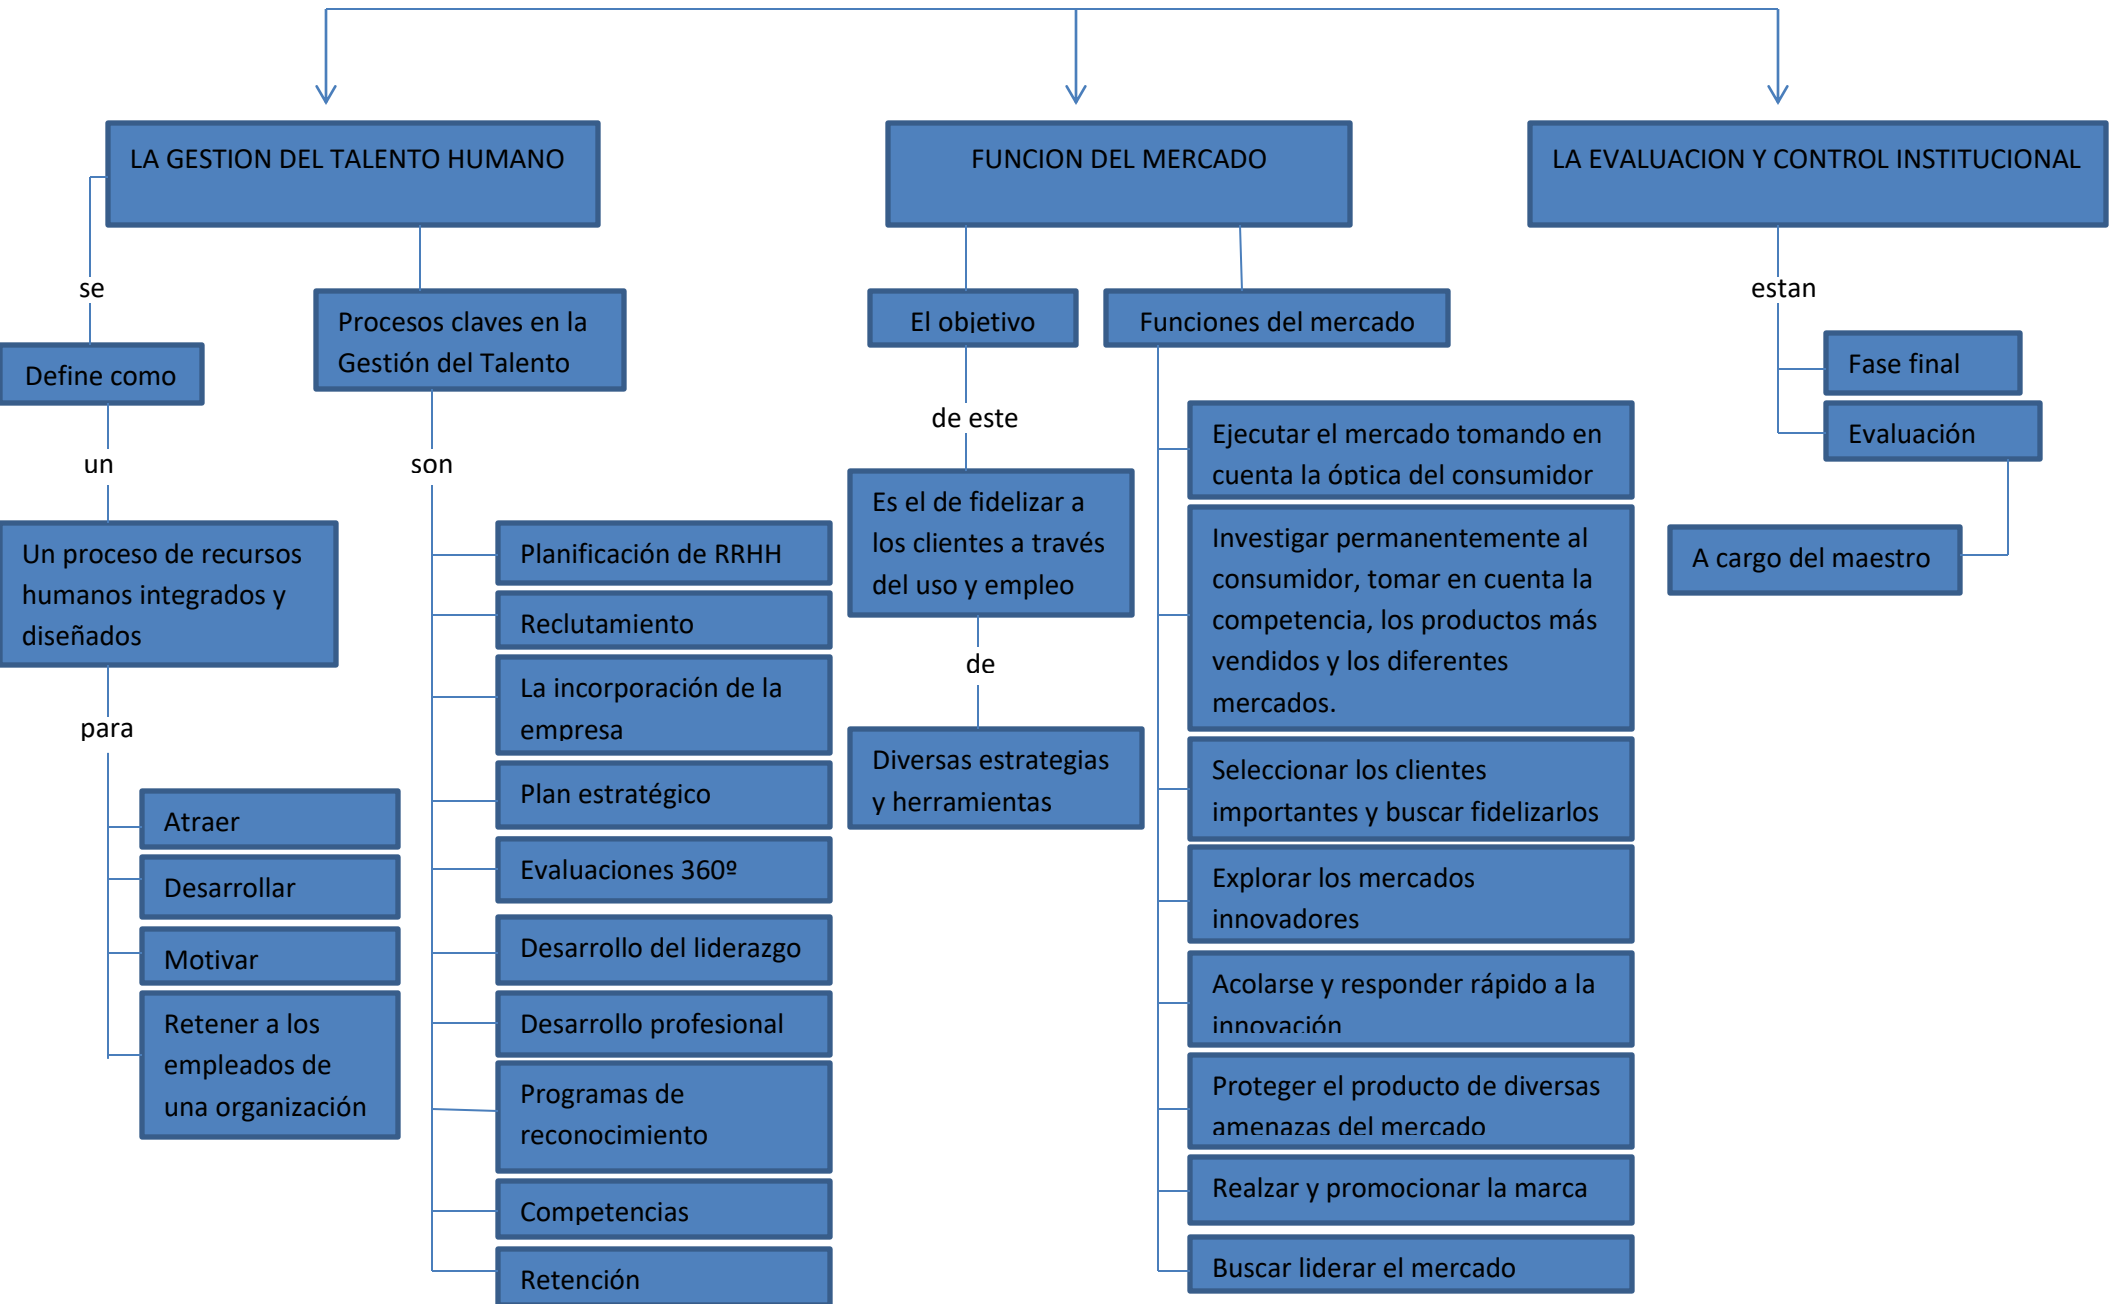 LA GESTION DEL TALENTO HUMANO
se
Define como
un
Un proceso de recursos
humanos integrados y
diseñados
para
Atraer
Desarrollar
Motivar
Retener a los
empleados de
una organización
Procesos claves en la
Gestión del Talento
son
Planificación de RRHH
Reclutamiento
La incorporación de la
empresa
Plan estratégico
Evaluaciones 360º
Desarrollo del liderazgo
Desarrollo profesional
Programas de
reconocimiento
Competencias
Retención
FUNCION DEL MERCADO
El objetivo
de este
Es el de fidelizar a
los clientes a través
del uso y empleo
de
Diversas estrategias
y herramientas
Funciones del mercado
Ejecutar el mercado tomando en
cuenta la óptica del consumidor
Investigar permanentemente al
consumidor, tomar en cuenta la
competencia, los productos más
vendidos y los diferentes
mercados.
Seleccionar los clientes
importantes y buscar fidelizarlos
Explorar los mercados
innovadores
Acolarse y responder rápido a la
innovación
Proteger el producto de diversas
amenazas del mercado
Realzar y promocionar la marca
Buscar liderar el mercado
LA EVALUACION Y CONTROL INSTITUCIONAL
estan
Fase final
Evaluación
A cargo del maestro